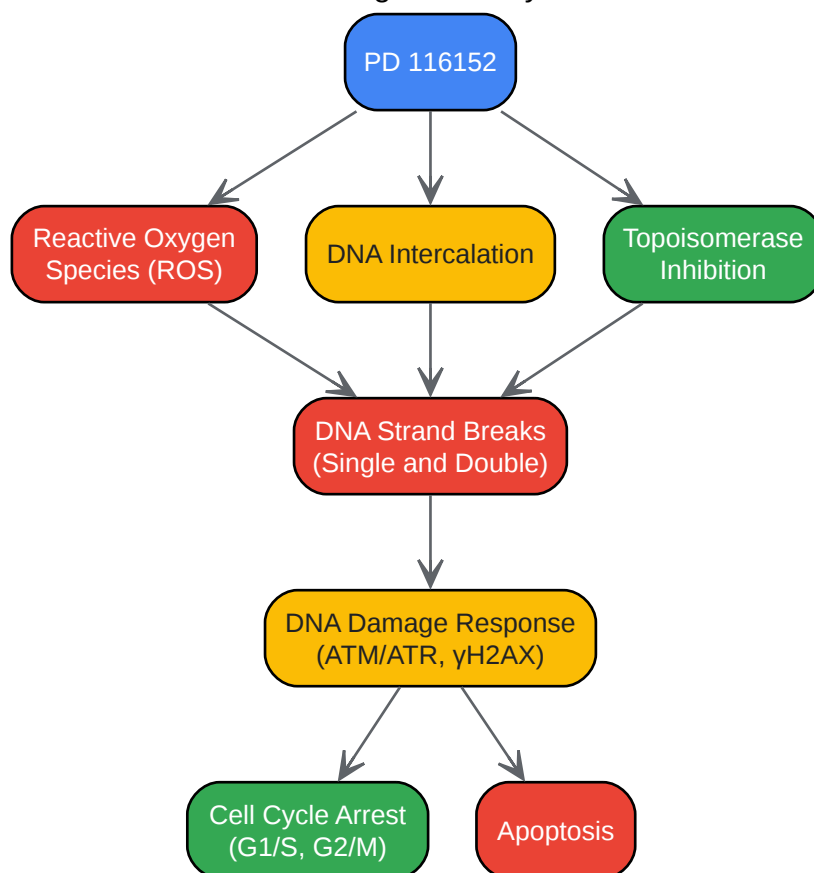 PD 116152
Reactive Oxygen
Species (ROS)
DNA Intercalation
Topoisomerase
Inhibition
DNA Strand Breaks
(Single and Double)
DNA Damage Response
(ATM/ATR, γH2AX)
Cell Cycle Arrest
(G1/S, G2/M)
Apoptosis